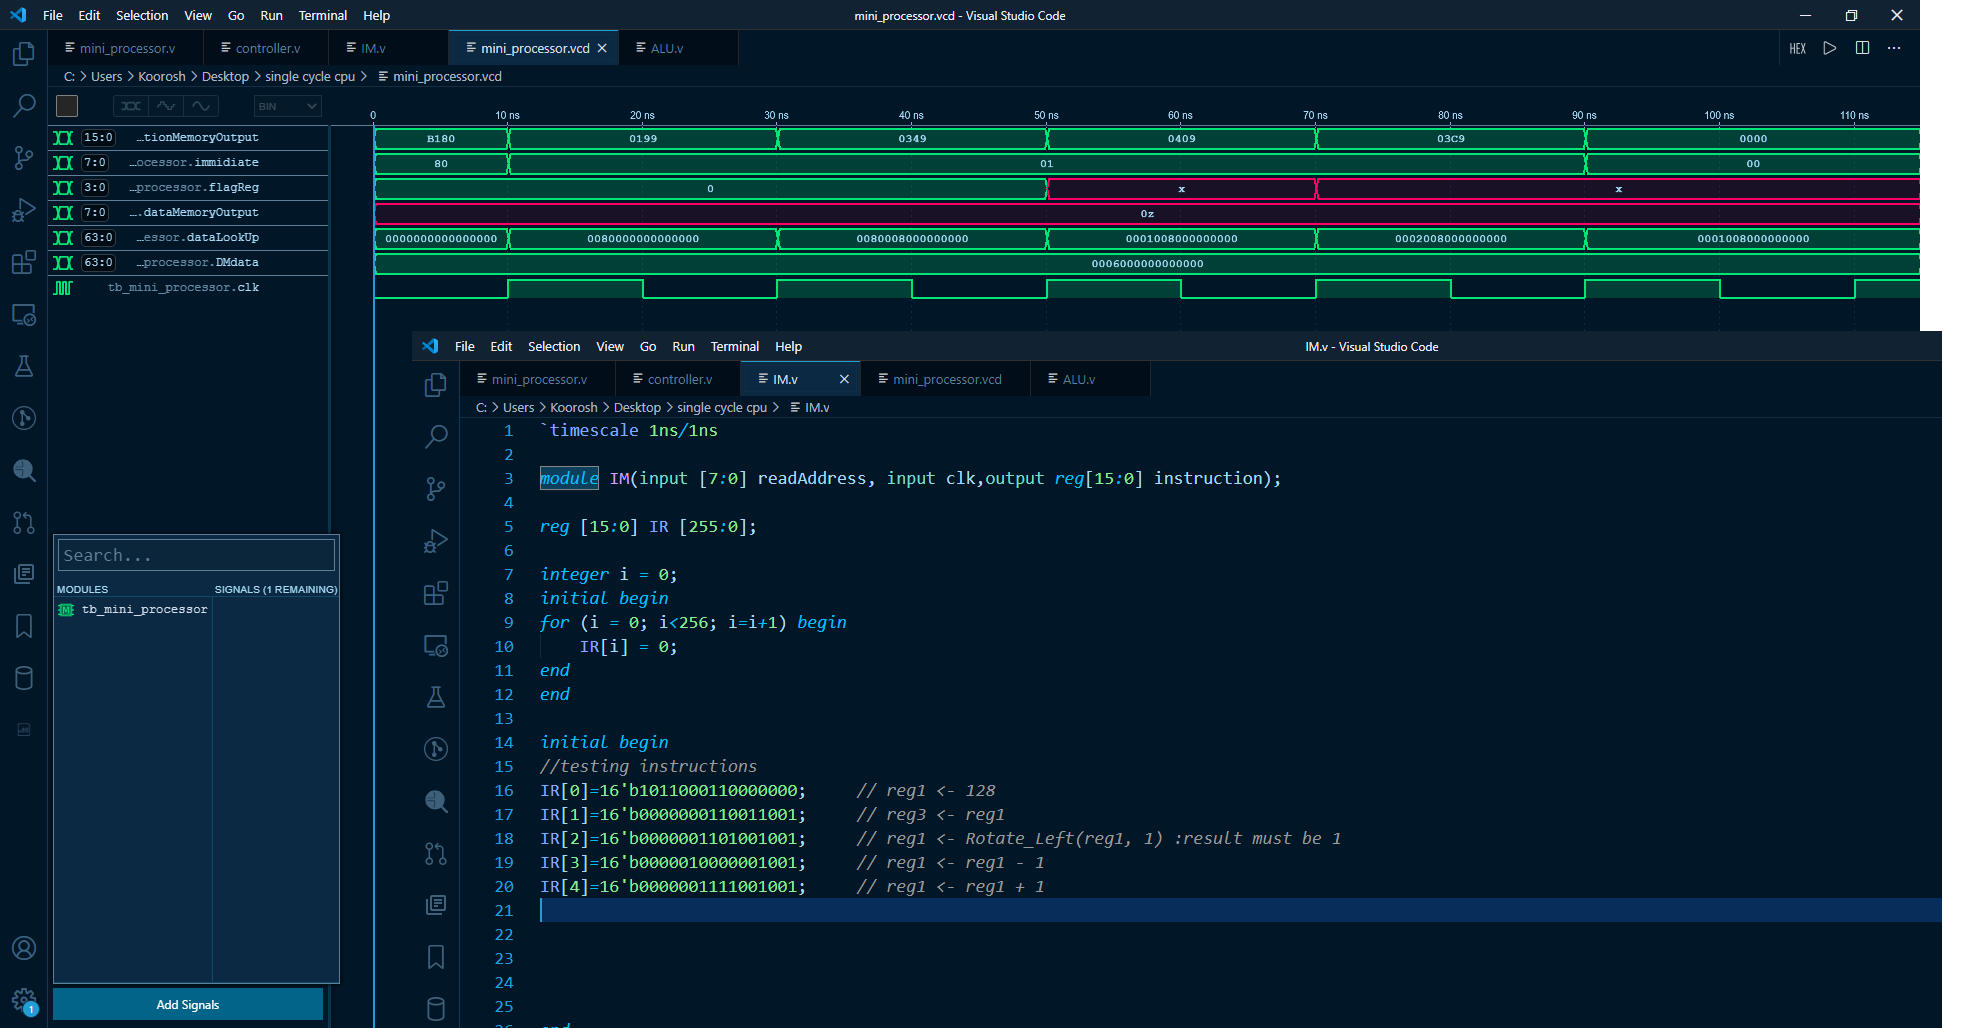 File Edit Selection View Go Run Terminal Help
mini_processor.vcd - Visual Studio Code
mini_processor.v controller.v IM.v mini_processor.vcd ALU.v
HEX
C: > Users > Koorosh > Desktop > single cycle cpu > mini_processor.vcd
BIN
0 10 ns 20 ns 30 ns 40 ns 50 ns 60 ns 70 ns 80 ns 90 ns 100 ns 110 ns
15:0 …tionMemoryOutput B180 0199 0349 0409 03C9 0000
7:0 …ocessor.immidiate 80 01 00
3:0 …processor.flagReg 0 x x
7:0 ….dataMemoryOutput 0z
63:0 …essor.dataLookUp 0000000000000000 0080000000000000 0080008000000000 0001008000000000 0002008000000000 0001008000000000
63:0 …processor.DMdata 0006000000000000
tb_mini_processor.clk
Search...
MODULES SIGNALS (1 REMAINING)
tb_mini_processor
Add Signals
1
File Edit Selection View Go Run Terminal Help
IM.v - Visual Studio Code
mini_processor.v controller.v IM.v mini_processor.vcd ALU.v
C: > Users > Koorosh > Desktop > single cycle cpu > IM.v
1 `timescale 1ns/1ns
2
3 module IM(input [7:0] readAddress, input clk,output reg[15:0] instruction);
4
5 reg [15:0] IR [255:0];
6
7 integer i = 0;
8 initial begin
9 for (i = 0; i<256; i=i+1) begin
10 IR[i] = 0;
11 end
12 end
13
14 initial begin
15 //testing instructions
16 IR[0]=16'b1011000110000000; // reg1 <- 128
17 IR[1]=16'b0000000110011001; // reg3 <- reg1
18 IR[2]=16'b0000001101001001; // reg1 <- Rotate_Left(reg1, 1) :result must be 1
19 IR[3]=16'b0000010000001001; // reg1 <- reg1 - 1
20 IR[4]=16'b0000001111001001; // reg1 <- reg1 + 1
21
22
23
24
25
26 end